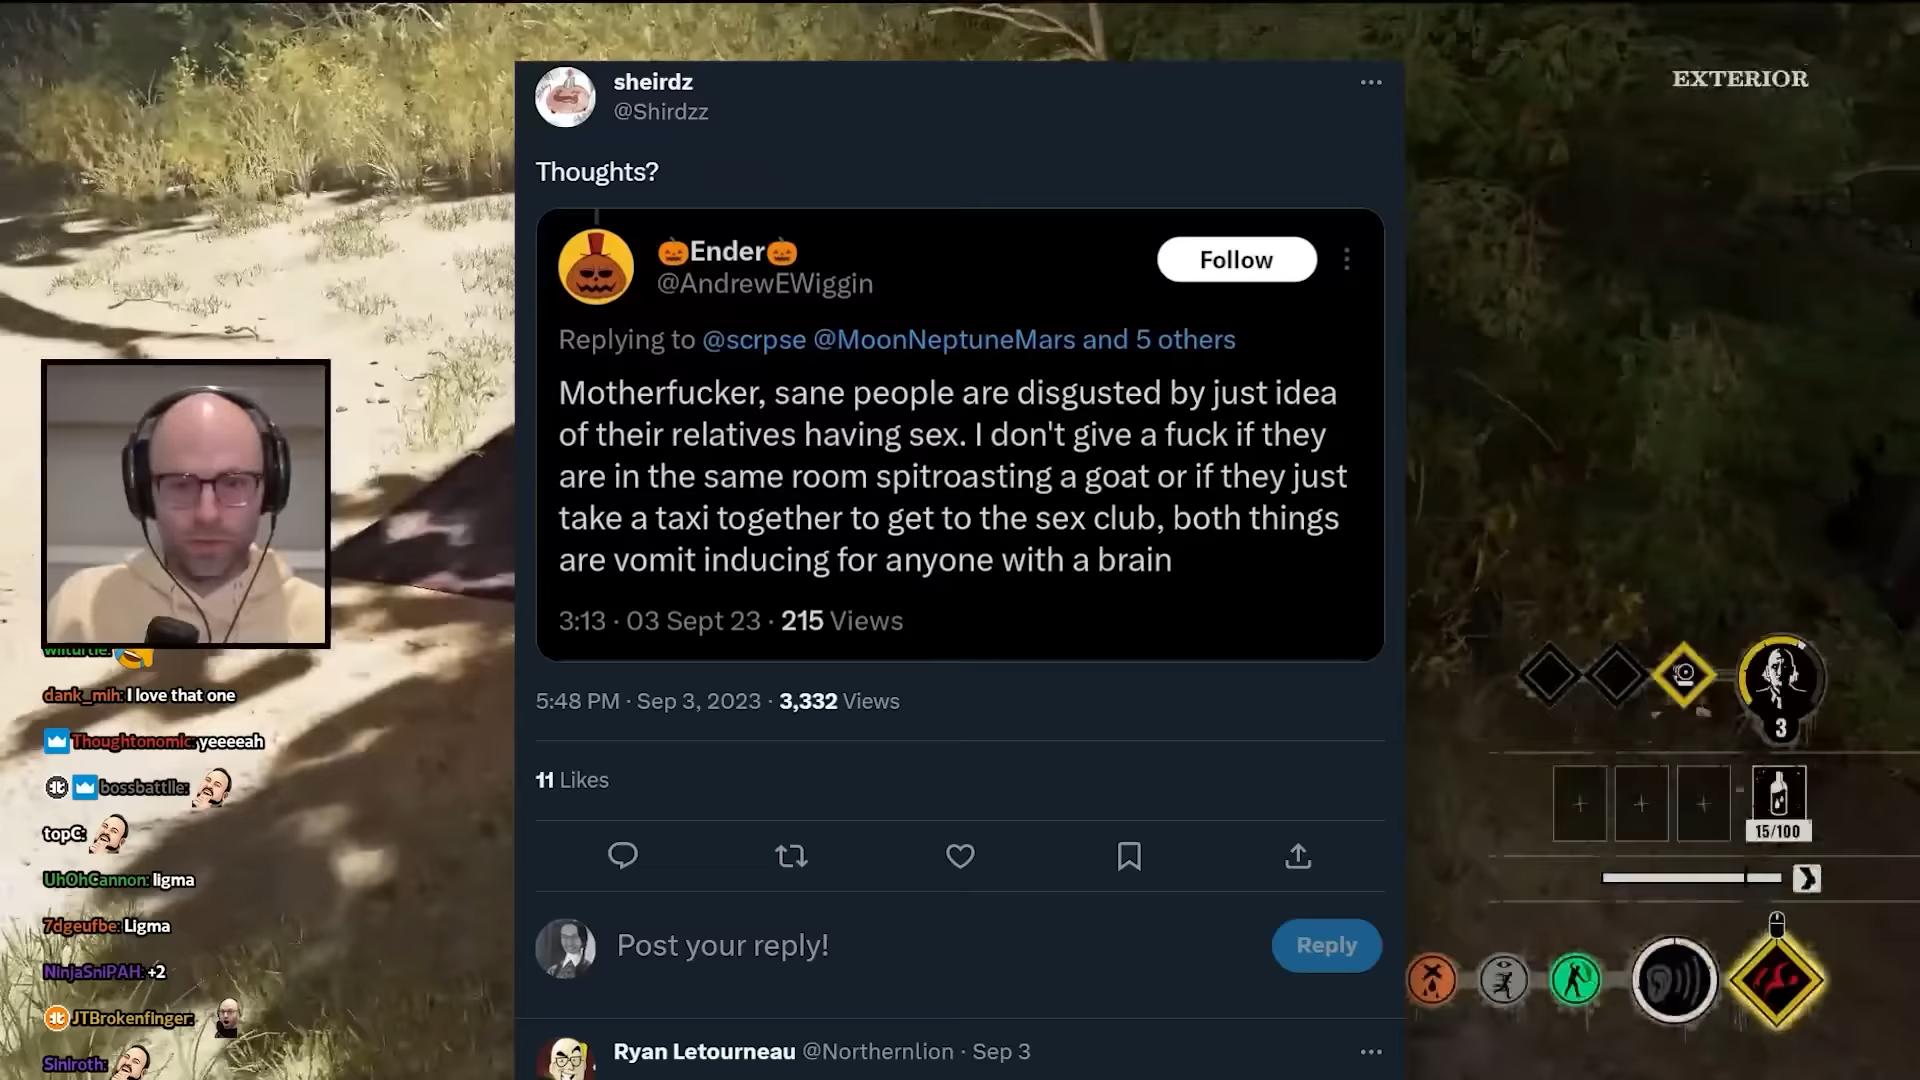 sheirdz
@Shirdzz
EXTERIOR
Thoughts?
🎃Ender🎃
@AndrewEWiggin
Follow
Replying to @scrpse @MoonNeptuneMars and 5 others
Motherfucker, sane people are disgusted by just idea
of their relatives having sex. I don't give a fuck if they
are in the same room spitroasting a goat or if they just
take a taxi together to get to the sex club, both things
are vomit inducing for anyone with a brain
3:13 · 03 Sept 23 · 215 Views
5:48 PM · Sep 3, 2023 · 3,332 Views
11 Likes
Post your reply!
Reply
Ryan Letourneau @Northernlion · Sep 3
wilturtle:
dank_mih: I love that one
Thoughtonomic: yeeeeah
bossbattlle:
topC:
UhOhCannon: ligma
7dgeufbe: Ligma
NinjaSniPAH: +2
JTBrokenfinger:
Siniroth:
3
15/100